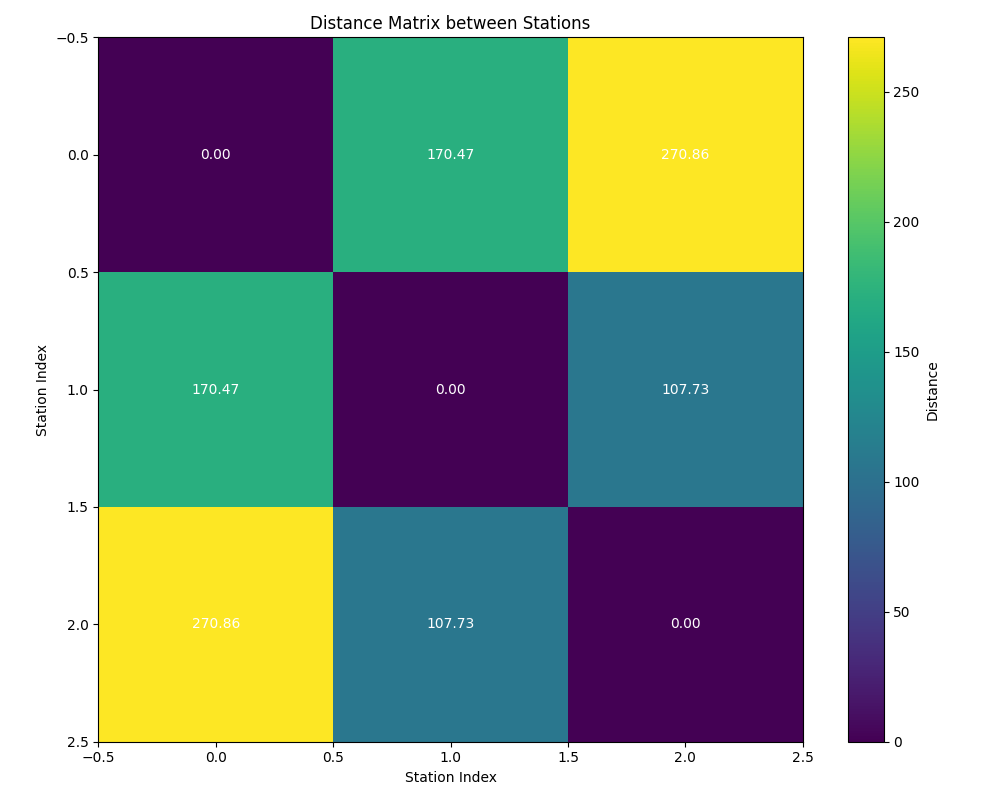 Distance Matrix between Stations
−0.5
0.0
0.5
1.0
1.5
2.0
2.5
Station Index
0.00 170.47 270.86
170.47 0.00 107.73
270.86 107.73 0.00
−0.5 0.0 0.5 1.0 1.5 2.0 2.5
Station Index
250
200
150
100
50
0
Distance